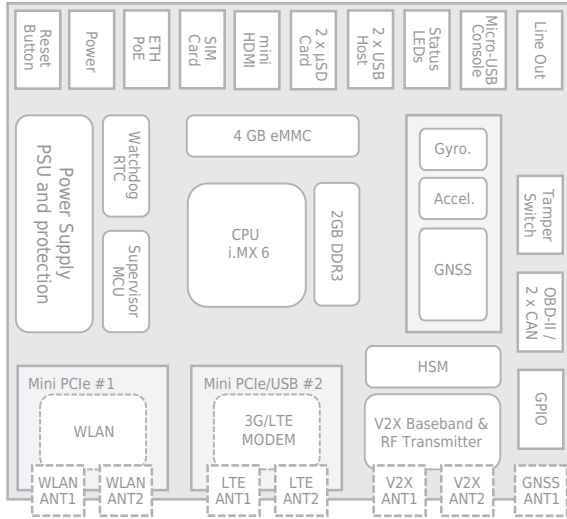 Reset
Button
Power
ETH
PoE
SIM
Card
mini
HDMI
2 x µSD
Card
2 x USB
Host
Status
LEDs
Micro-USB
Console
Line Out
Power Supply
PSU and protection
Watchdog
RTC
Supervisor
MCU
4 GB eMMC
CPU
i.MX 6
2GB DDR3
Gyro.
Accel.
GNSS
Tamper
Switch
OBD-II /
2 x CAN
GPIO
HSM
V2X Baseband &
RF Transmitter
Mini PCIe #1
WLAN
Mini PCIe/USB #2
3G/LTE
MODEM
WLAN
ANT1
WLAN
ANT2
LTE
ANT1
LTE
ANT2
V2X
ANT1
V2X
ANT2
GNSS
ANT1